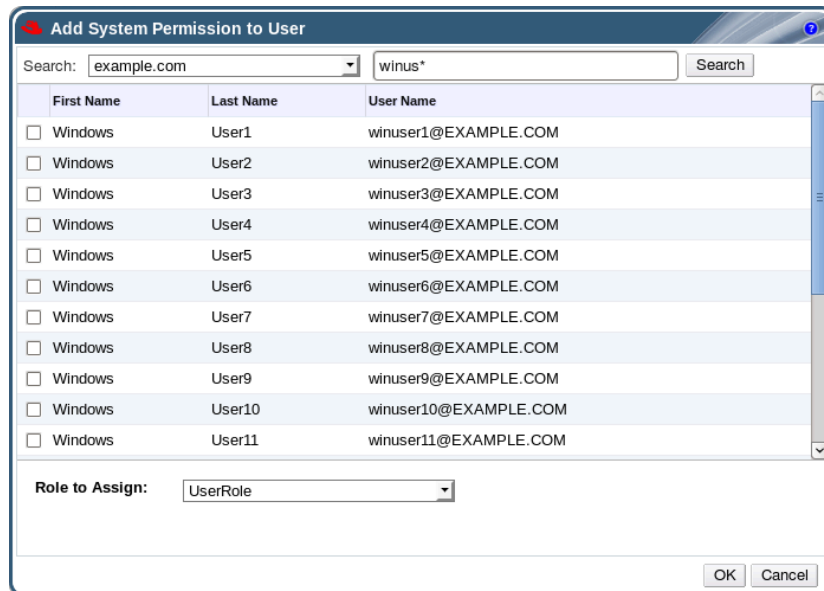 Add System Permission to User ?
Search: example.com winus* Search
First Name Last Name User Name
Windows User1 winuser1@EXAMPLE.COM
Windows User2 winuser2@EXAMPLE.COM
Windows User3 winuser3@EXAMPLE.COM
Windows User4 winuser4@EXAMPLE.COM
Windows User5 winuser5@EXAMPLE.COM
Windows User6 winuser6@EXAMPLE.COM
Windows User7 winuser7@EXAMPLE.COM
Windows User8 winuser8@EXAMPLE.COM
Windows User9 winuser9@EXAMPLE.COM
Windows User10 winuser10@EXAMPLE.COM
Windows User11 winuser11@EXAMPLE.COM
Role to Assign: UserRole
OK Cancel